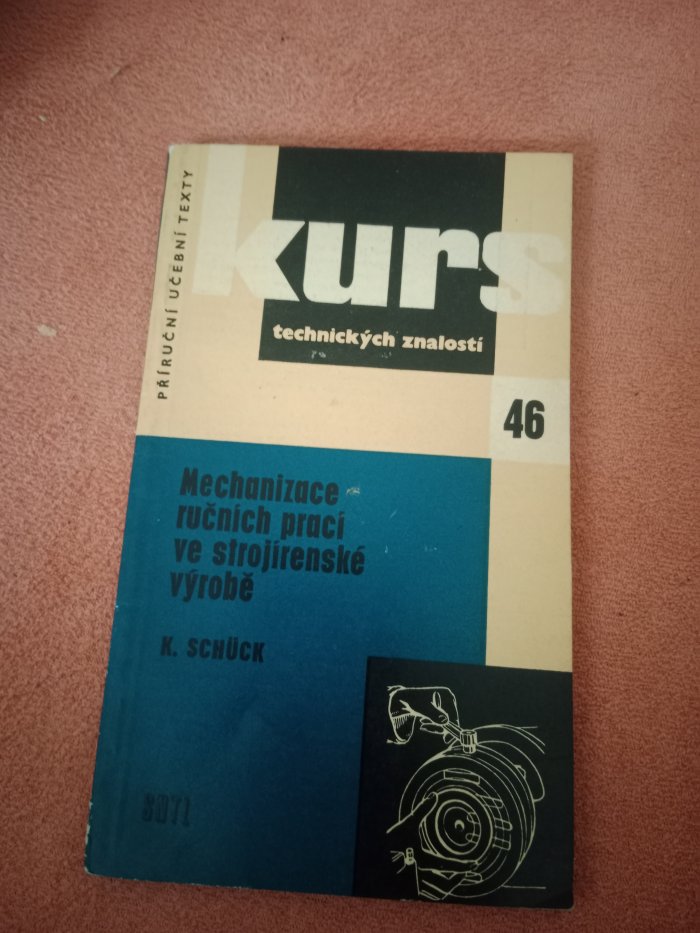 PŘÍRUČNÍ UČEBNÍ TEXTY
kurs
technických znalostí
46
Mechanizace
ručních prací
ve strojírenské
výrobě
K. SCHÜCK
SNTL